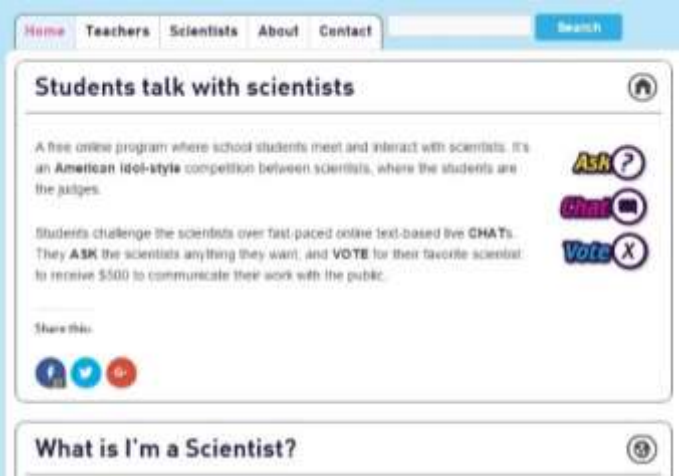 Home Teachers Scientists About Contact Search
Students talk with scientists
A free online program where school students meet and interact with scientists. It's
an American Idol-style competition between scientists, where the students are
the judges.
Ask ?
Chat
Students challenge the scientists over fast-paced online text-based live CHATs.
They ASK the scientists anything they want, and VOTE for their favorite scientist
to receive $500 to communicate their work with the public.
Vote X
Share this:
What is I'm a Scientist?